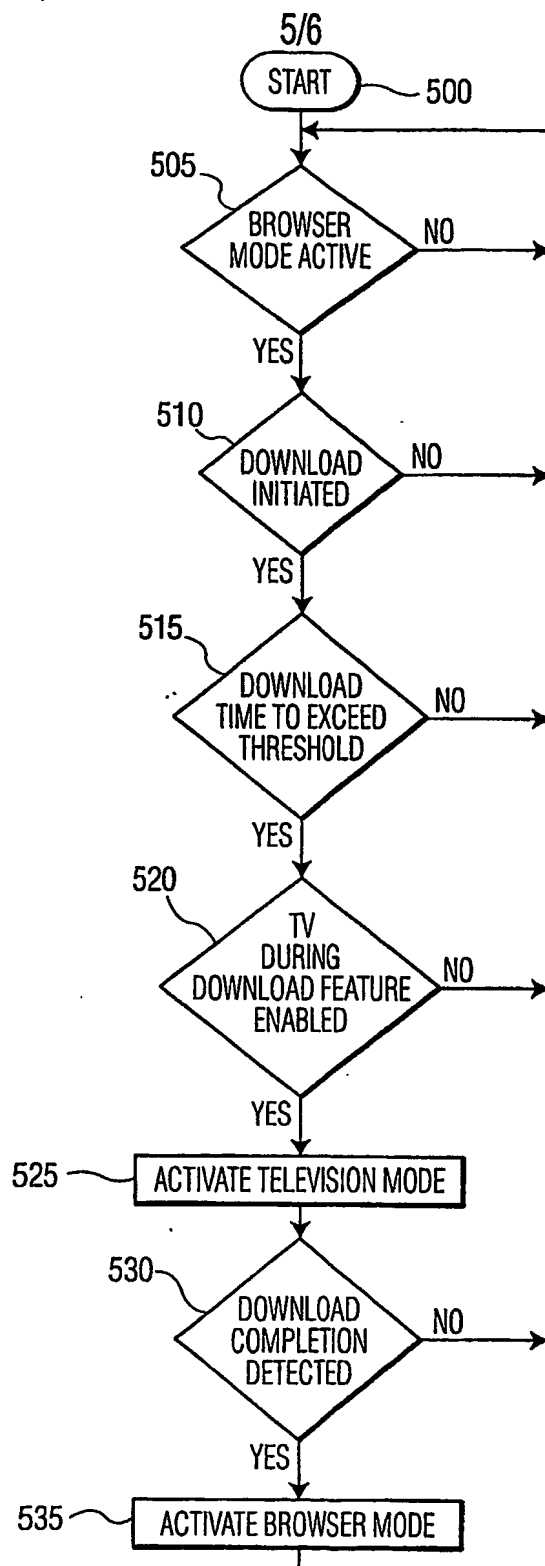 5/6
START
500
505
BROWSER
MODE ACTIVE
NO
YES
510
DOWNLOAD
INITIATED
NO
YES
515
DOWNLOAD
TIME TO EXCEED
THRESHOLD
NO
YES
520
TV
DURING
DOWNLOAD FEATURE
ENABLED
NO
YES
525
ACTIVATE TELEVISION MODE
530
DOWNLOAD
COMPLETION
DETECTED
NO
YES
535
ACTIVATE BROWSER MODE